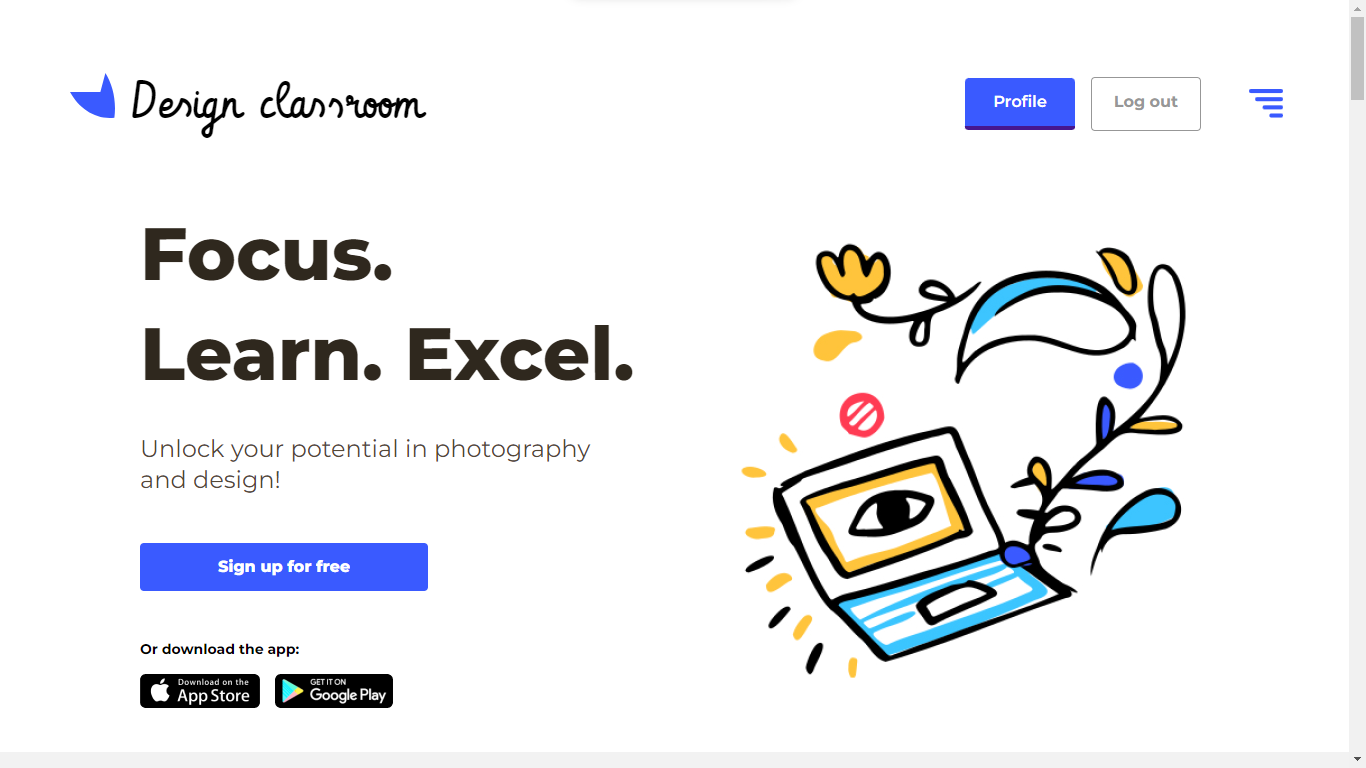 Design classroom
Profile
Log out
Focus.
Learn. Excel.
Unlock your potential in photography
and design!
Sign up for free
Or download the app:
Download on the
App Store
GET IT ON
Google Play